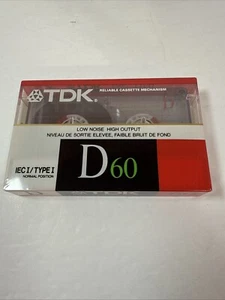 TDK.
RELIABLE CASSETTE MECHANISM
D
LOW NOISE HIGH OUTPUT
NIVEAU DE SORTIE ELEVEE, FAIBLE BRUIT DE FOND
D60
IEC I / TYPE I
NORMAL POSITION